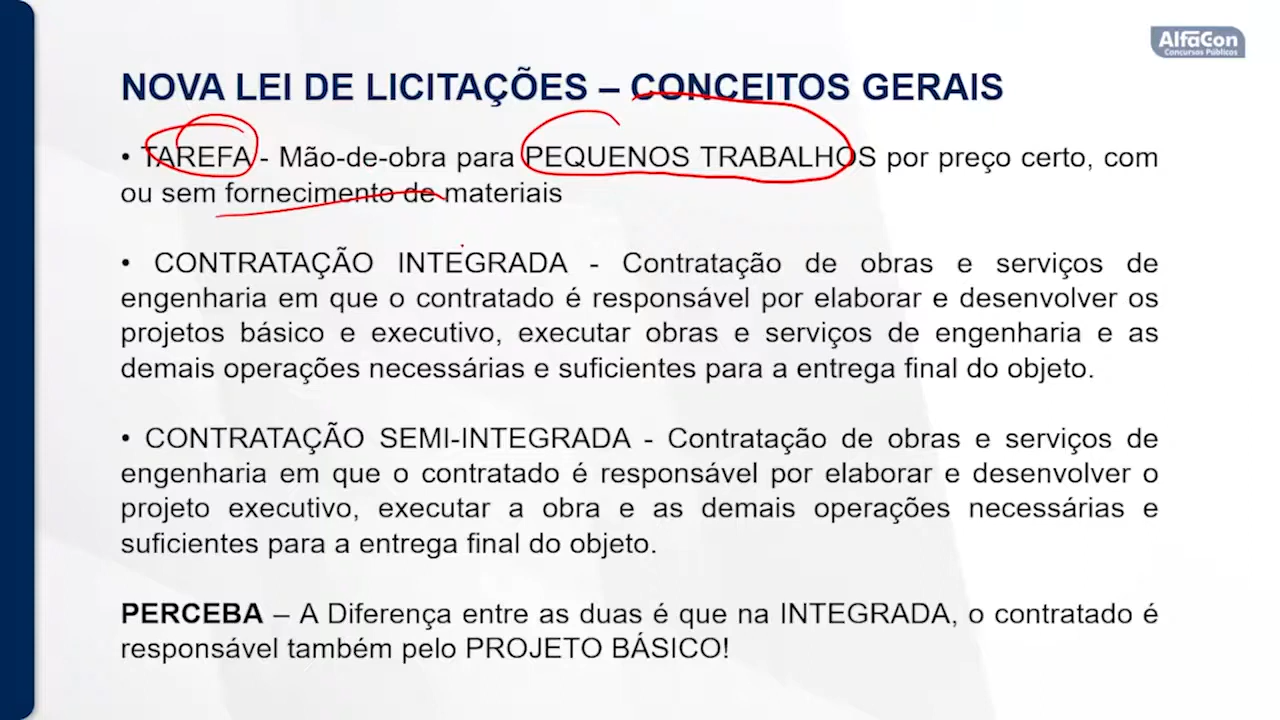 AlfaCon
Concursos Públicos
NOVA LEI DE LICITAÇÕES – CONCEITOS GERAIS
• TAREFA - Mão-de-obra para PEQUENOS TRABALHOS por preço certo, com
ou sem fornecimento de materiais
• CONTRATAÇÃO INTEGRADA - Contratação de obras e serviços de
engenharia em que o contratado é responsável por elaborar e desenvolver os
projetos básico e executivo, executar obras e serviços de engenharia e as
demais operações necessárias e suficientes para a entrega final do objeto.
• CONTRATAÇÃO SEMI-INTEGRADA - Contratação de obras e serviços de
engenharia em que o contratado é responsável por elaborar e desenvolver o
projeto executivo, executar a obra e as demais operações necessárias e
suficientes para a entrega final do objeto.
PERCEBA – A Diferença entre as duas é que na INTEGRADA, o contratado é
responsável também pelo PROJETO BÁSICO!